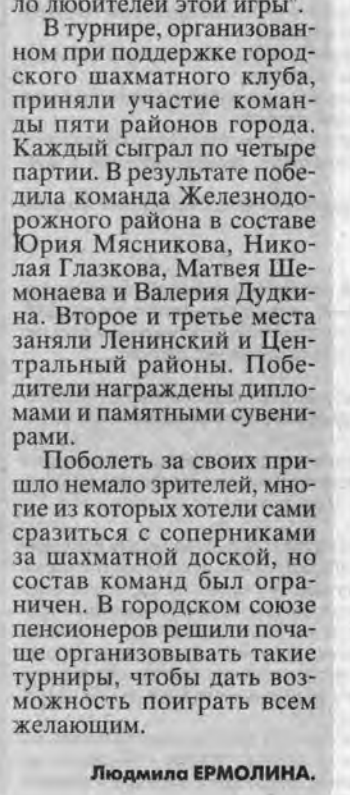 ло любителей этой игры".
В турнире, организован-
ном при поддержке город-
ского шахматного клуба,
приняли участие коман-
ды пяти районов города.
Каждый сыграл по четыре
партии. В результате побе-
дила команда Железнодо-
рожного района в составе
Юрия Мясникова, Нико-
лая Глазкова, Матвея Ше-
монаева и Валерия Дудки-
на. Второе и третье места
заняли Ленинский и Цен-
тральный районы. Побе-
дители награждены дипло-
мами и памятными сувени-
рами.
Поболеть за своих при-
шло немало зрителей, мно-
гие из которых хотели сами
сразиться с соперниками
за шахматной доской, но
состав команд был огра-
ничен. В городском союзе
пенсионеров решили поча-
ще организовывать такие
турниры, чтобы дать воз-
можность поиграть всем
желающим.
Людмила ЕРМОЛИНА.